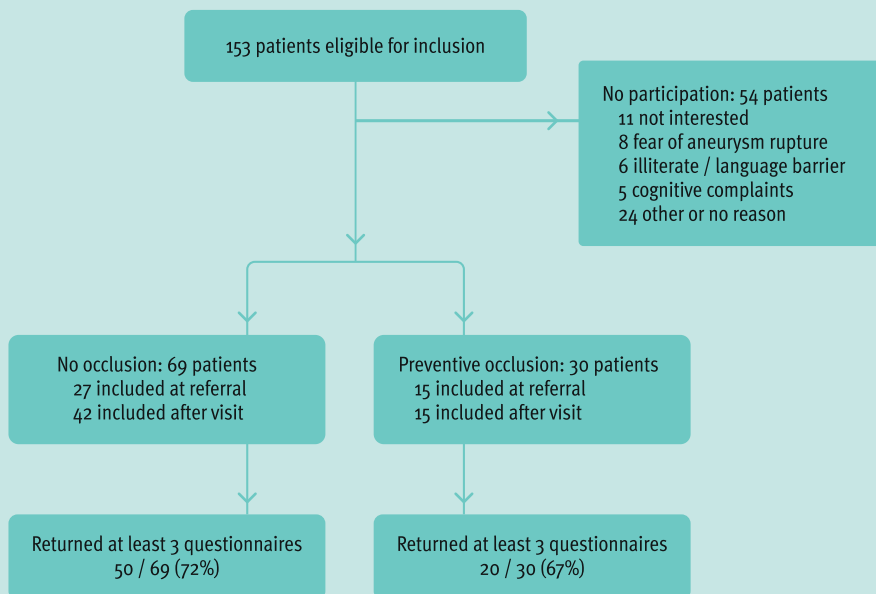 153 patients eligible for inclusion
No participation: 54 patients
11 not interested
8 fear of aneurysm rupture
6 illiterate / language barrier
5 cognitive complaints
24 other or no reason
No occlusion: 69 patients
27 included at referral
42 included after visit
Preventive occlusion: 30 patients
15 included at referral
15 included after visit
Returned at least 3 questionnaires
50 / 69 (72%)
Returned at least 3 questionnaires
20 / 30 (67%)